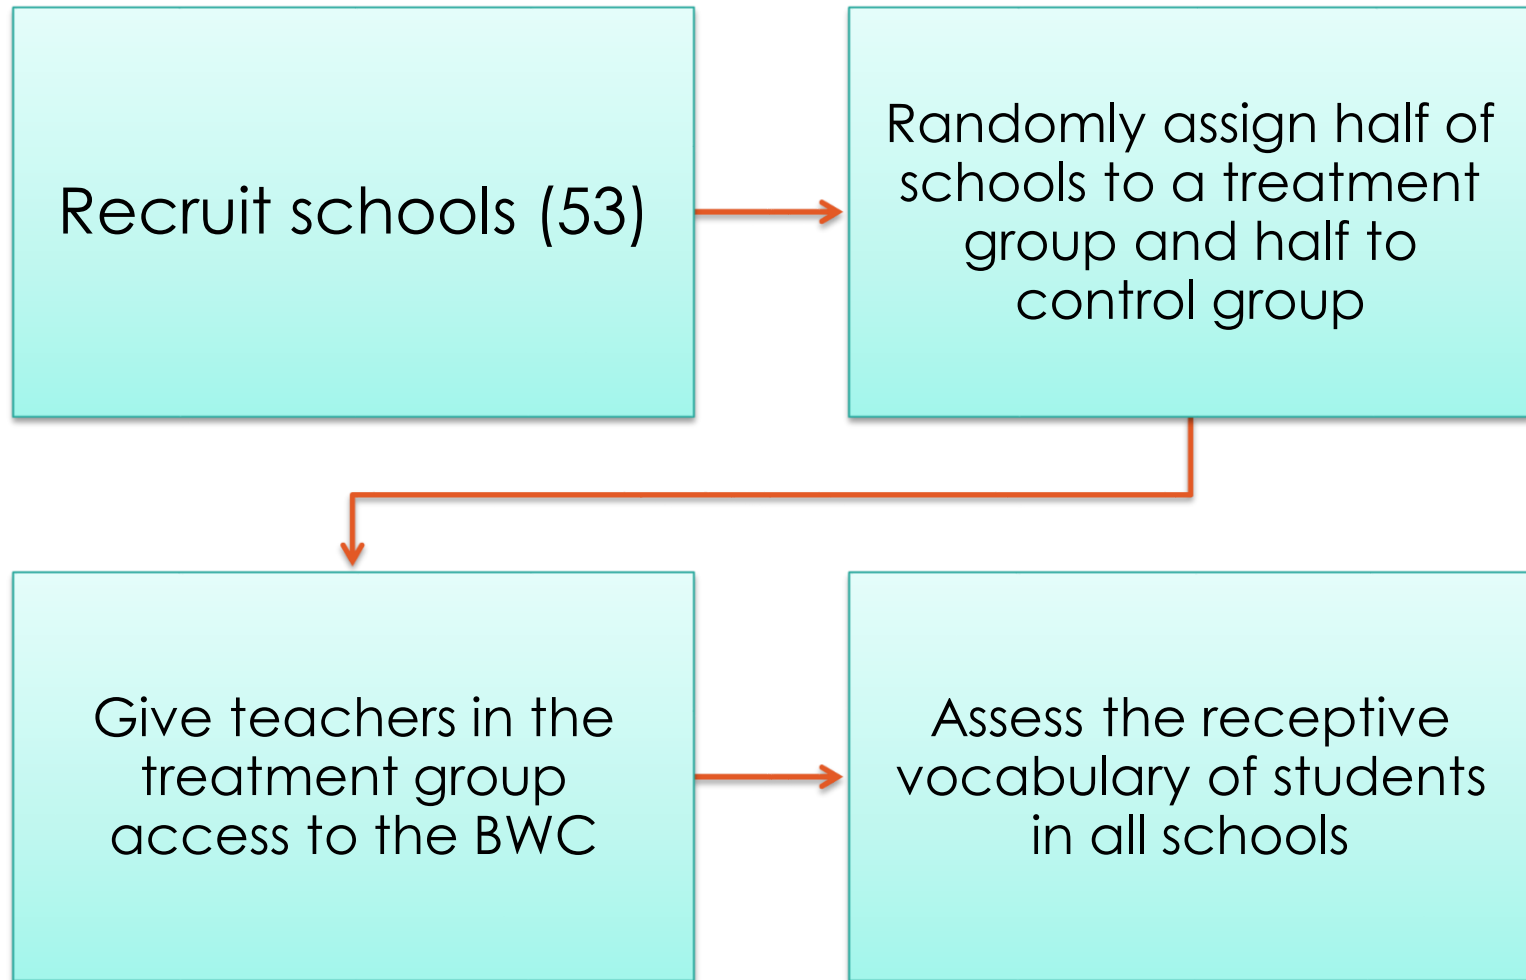 Recruit schools (53)
Randomly assign half of
schools to a treatment
group and half to
control group
Give teachers in the
treatment group
access to the BWC
Assess the receptive
vocabulary of students
in all schools